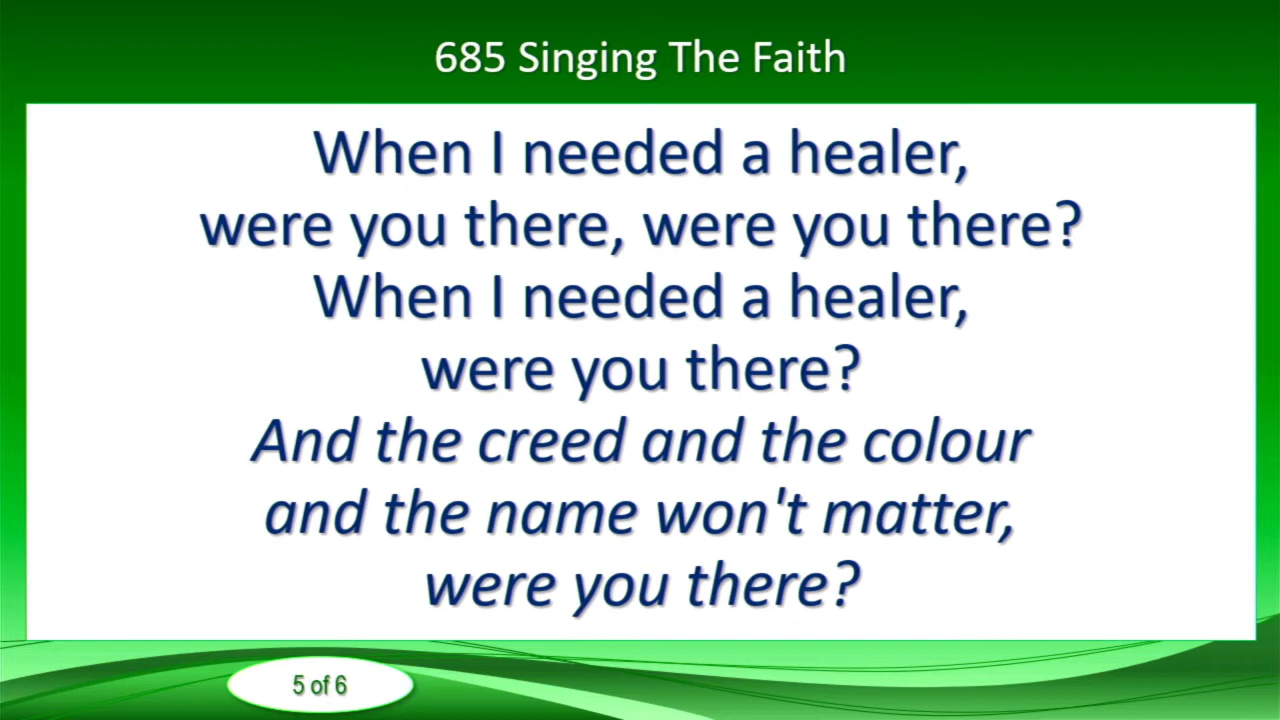 685 Singing The Faith
When I needed a healer,
were you there, were you there?
When I needed a healer,
were you there?
And the creed and the colour
and the name won't matter,
were you there?
5 of 6